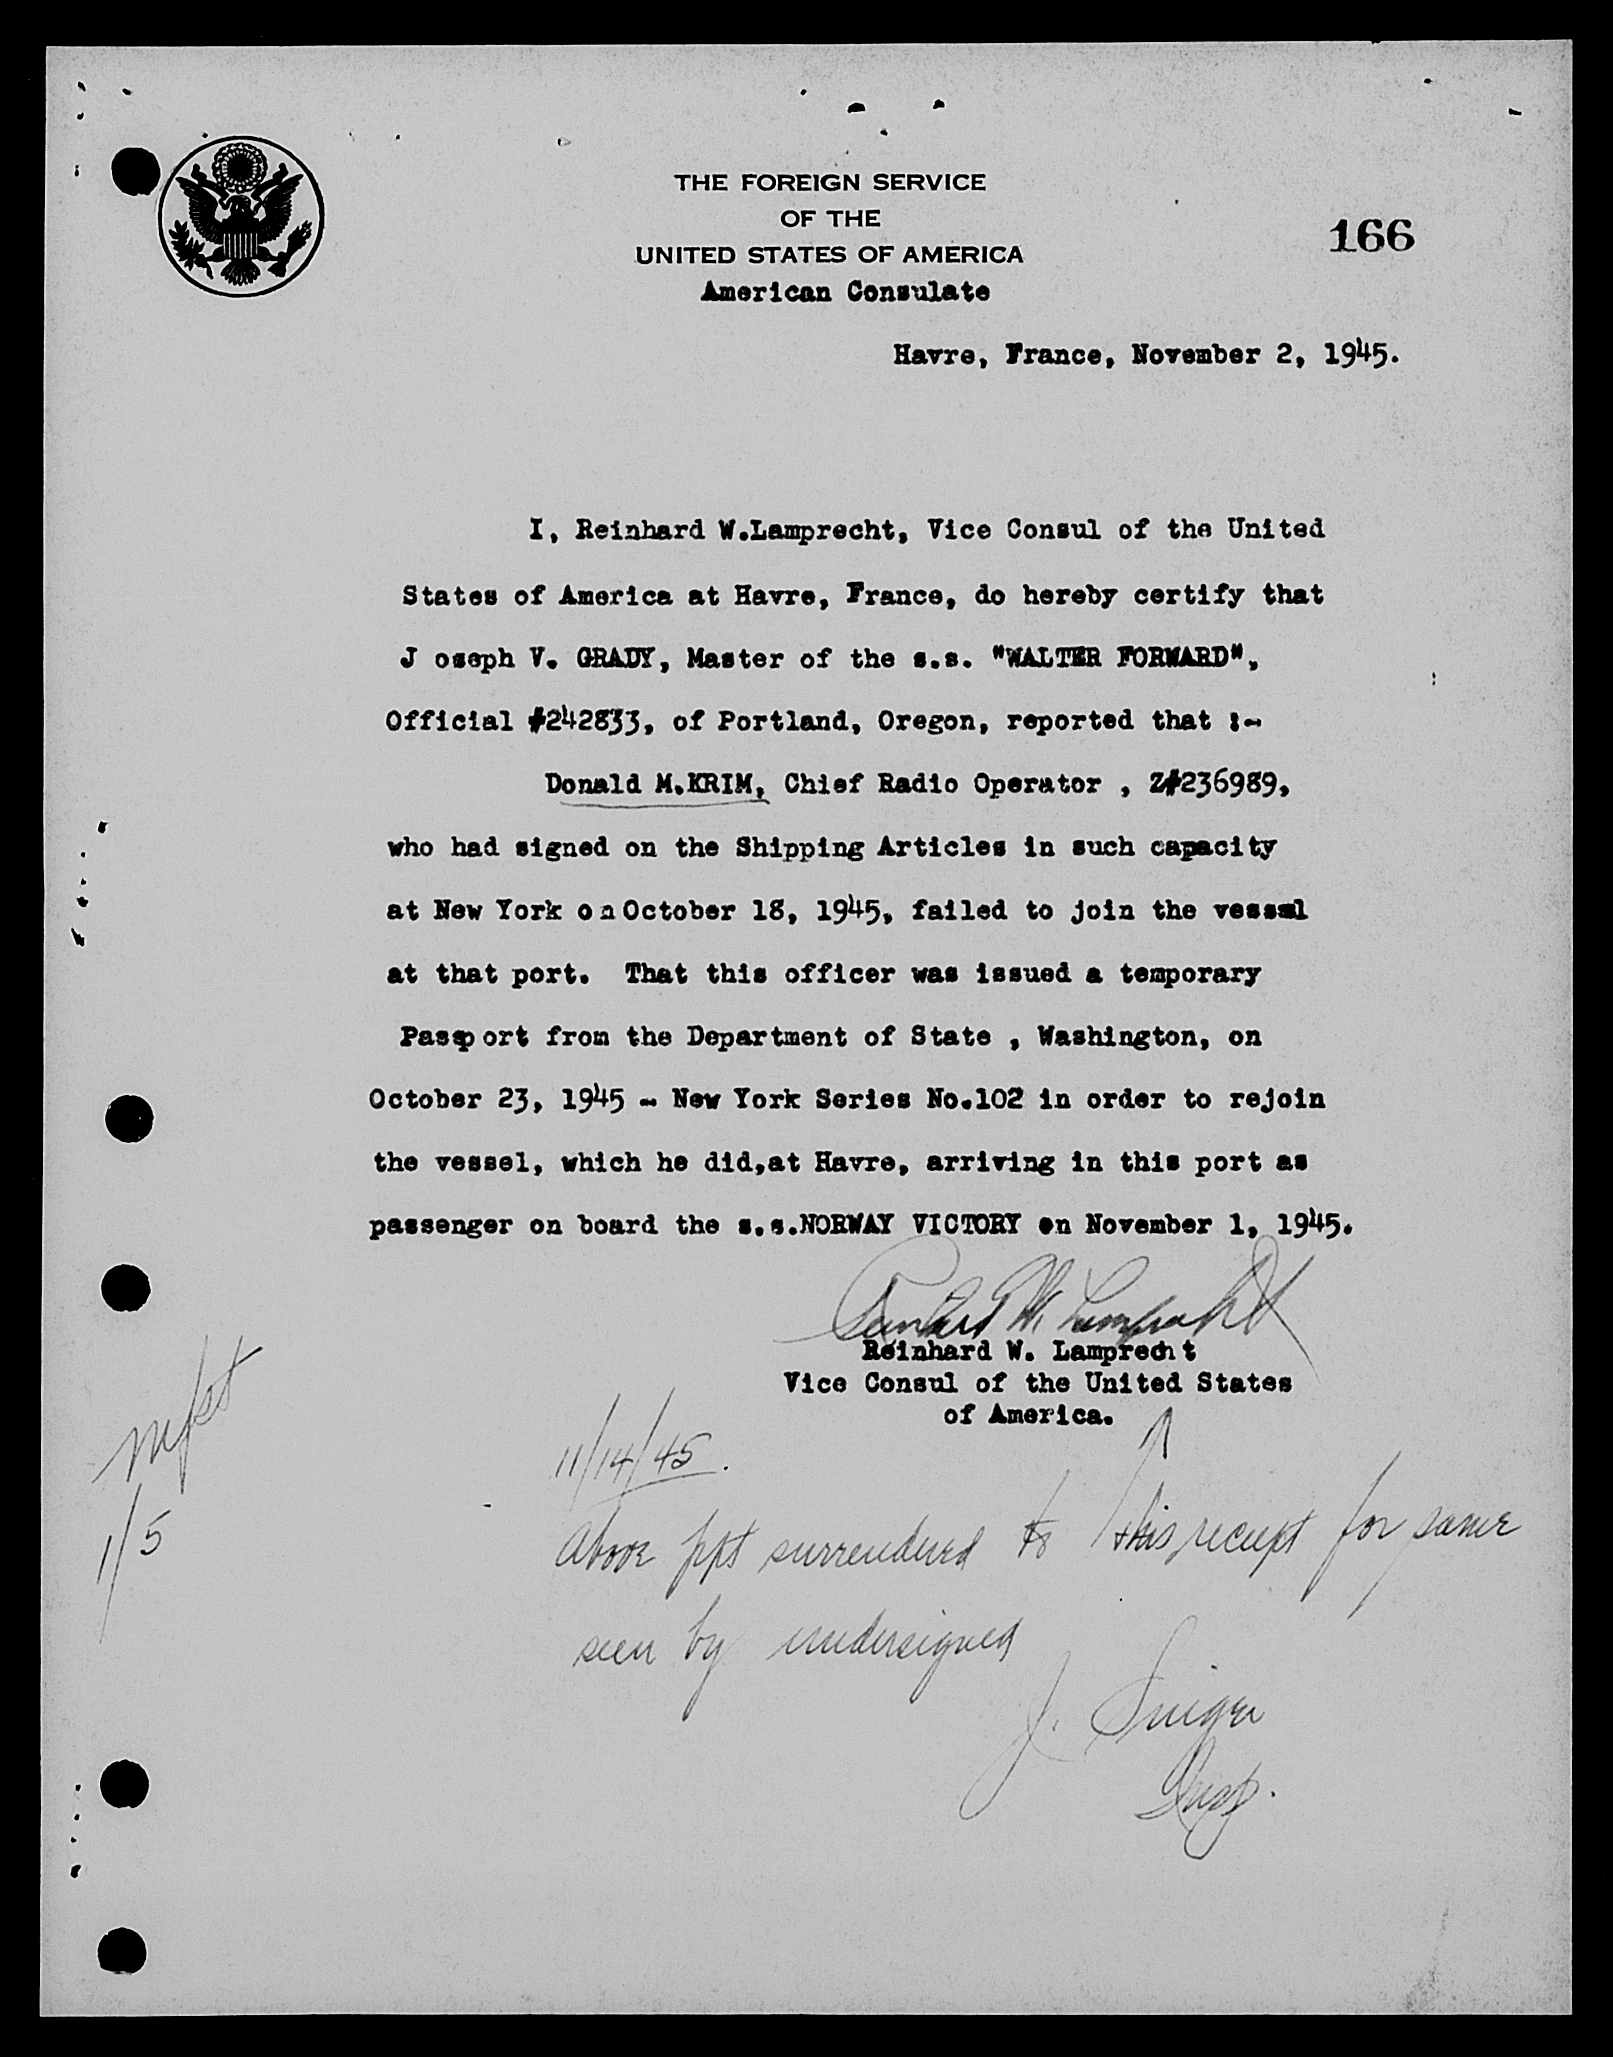 THE FOREIGN SERVICE
OF THE
UNITED STATES OF AMERICA
166
American Consulate
Havre, France, November 2, 1945.
I, Reinhard W.Lamprecht, Vice Consul of the United
States of America at Havre, France, do hereby certify that
J oseph V. GRADY, Master of the s.s. "WALTER FORWARD",
Official #242833, of Portland, Oregon, reported that :-
Donald M.KRIM, Chief Radio Operator , Z#236989,
who had signed on the Shipping Articles in such capacity
at New York on October 18, 1945, failed to join the vessel
at that port. That this officer was issued a temporary
Passport from the Department of State , Washington, on
October 23, 1945 - New York Series No.102 in order to rejoin
the vessel, which he did,at Havre, arriving in this port as
passenger on board the s.s.NORWAY VICTORY on November 1, 1945.
Reinhard W. Lamprecht
Reinhard W. Lamprecht
Vice Consul of the United States
of America.
11/14/45.
above ppt surrendered to this receipt for same
seen by undersigned
J.
Insp.
1/5